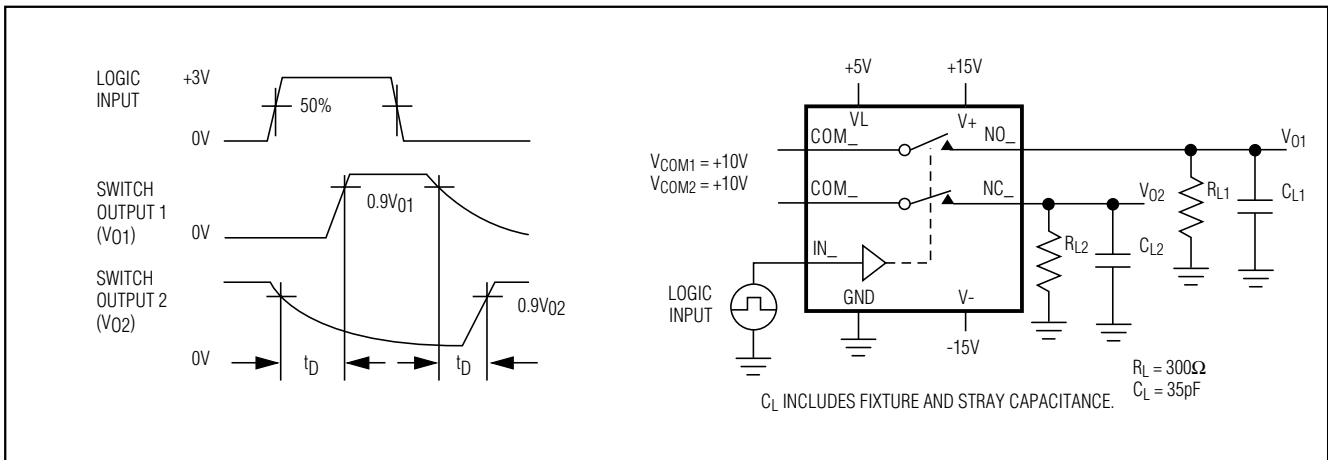 LOGIC
INPUT
+3V
50%
0V
SWITCH
OUTPUT 1
(VO1)
0.9VO1
0V
SWITCH
OUTPUT 2
(VO2)
0.9VO2
0V
tD
tD
+5V
+15V
VL
V+
COM_
NO_
VO1
VCOM1 = +10V
VCOM2 = +10V
COM_
NC_
VO2
RL1
CL1
RL2
CL2
IN_
LOGIC
INPUT
GND
V-
-15V
RL = 300Ω
CL = 35pF
CL INCLUDES FIXTURE AND STRAY CAPACITANCE.